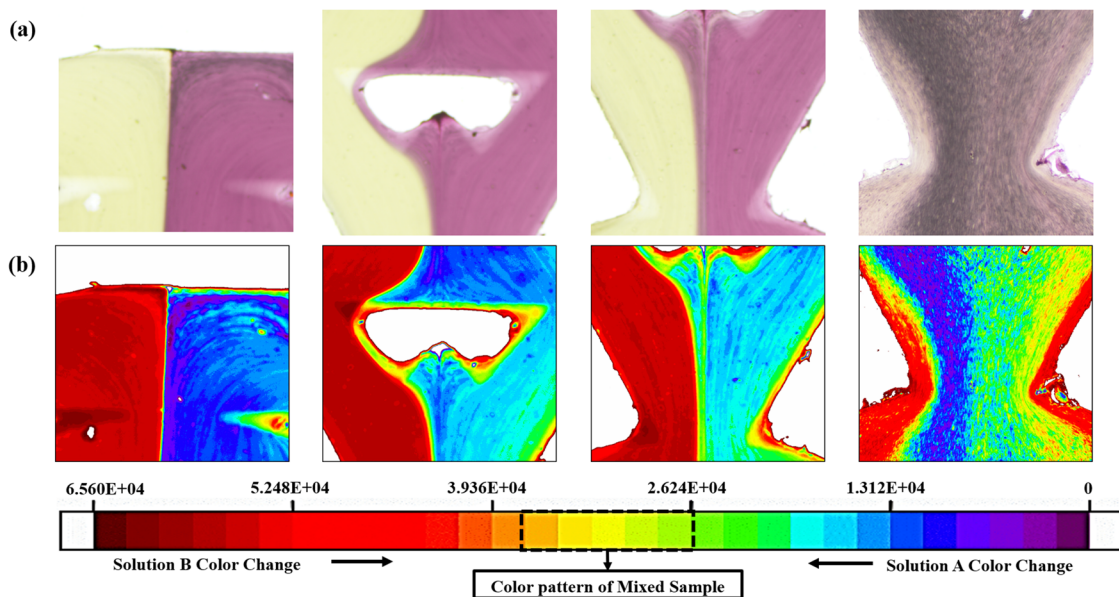 (a)
(b)
6.560E+04 5.248E+04 3.936E+04 2.624E+04 1.312E+04 0
Solution B Color Change Solution A Color Change
Color pattern of Mixed Sample